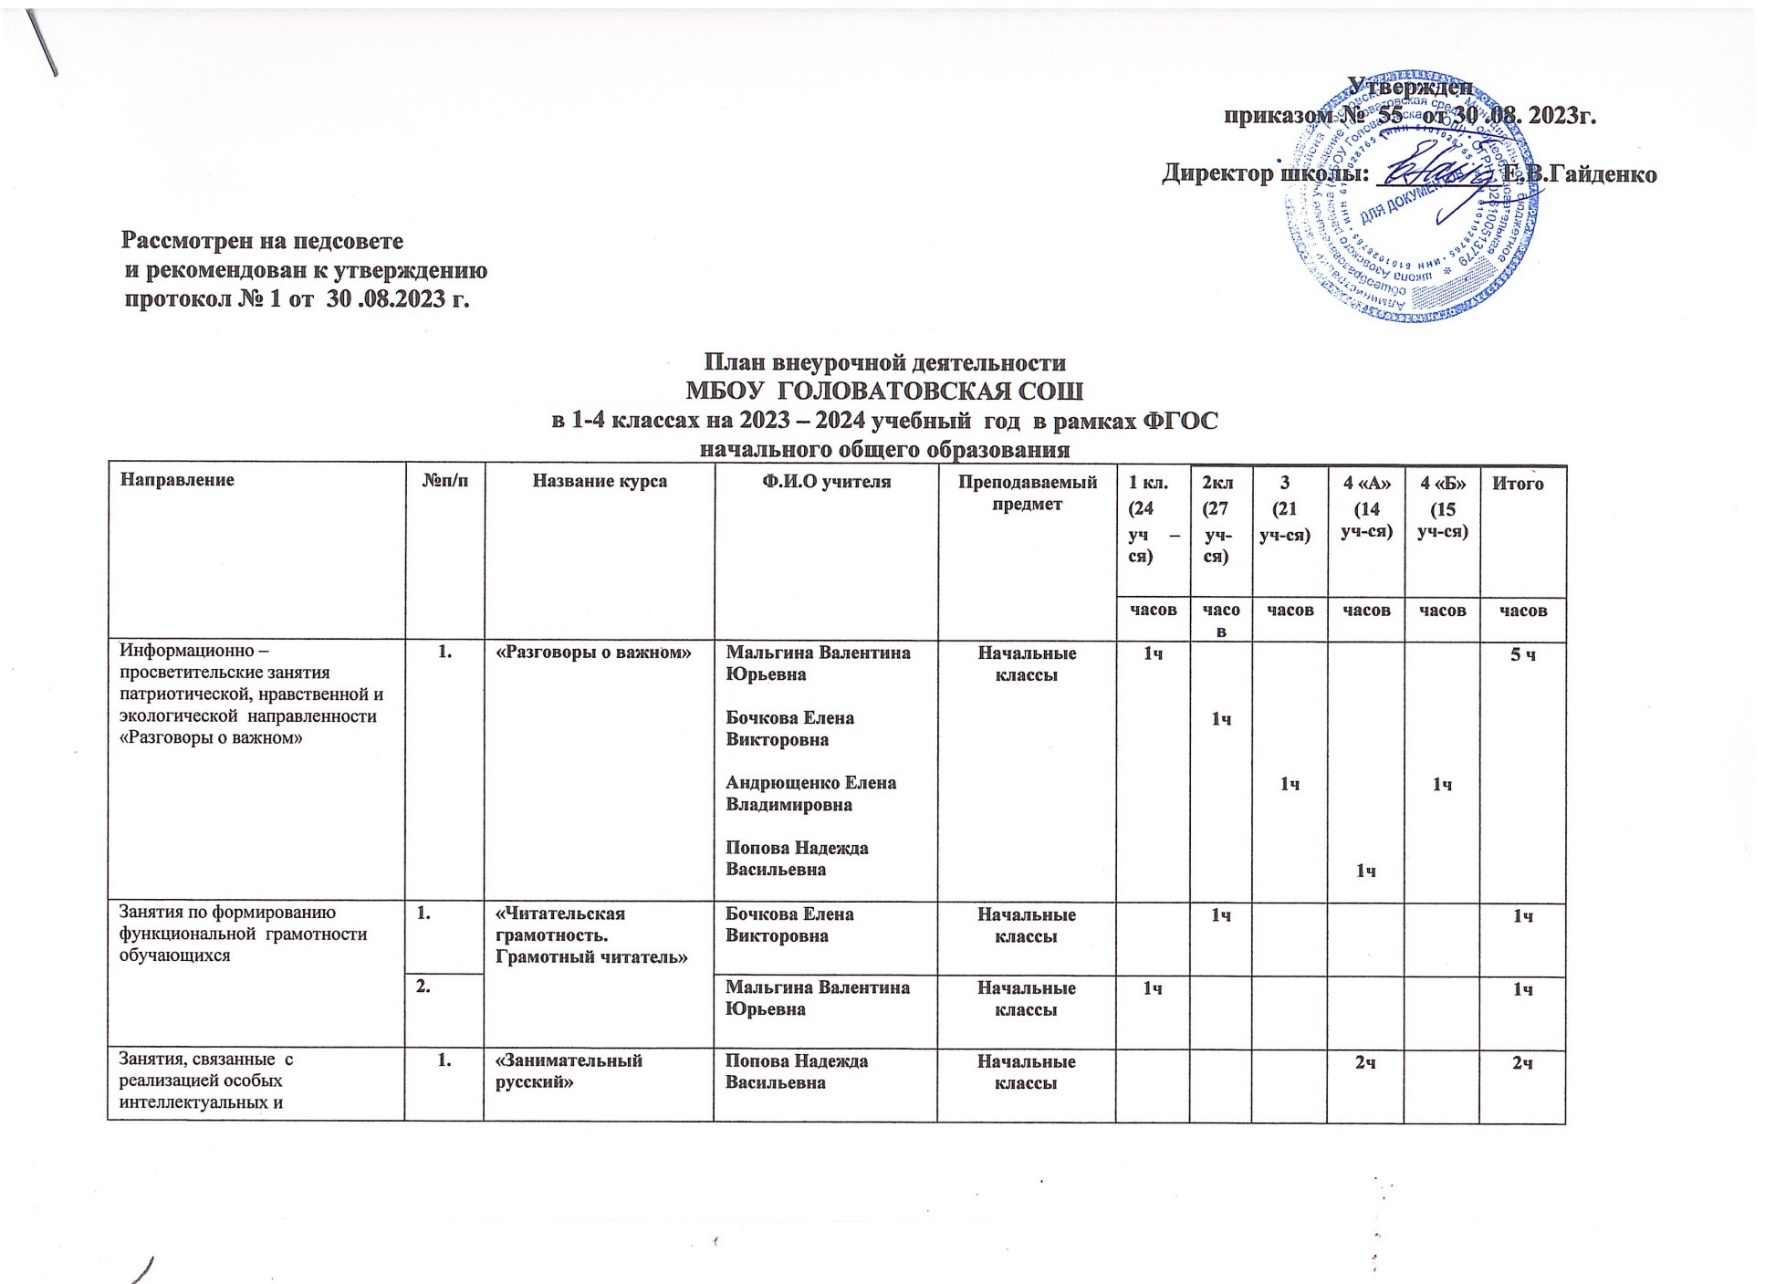 Утвержден
приказом № 55 от 30 .08. 2023г.
Директор школы: __________ Е.В.Гайденко
ДЛЯ ДОКУМЕНТОВ
Рассмотрен на педсовете
и рекомендован к утверждению
протокол № 1 от 30 .08.2023 г.
План внеурочной деятельности
МБОУ ГОЛОВАТОВСКАЯ СОШ
в 1-4 классах на 2023 – 2024 учебный год в рамках ФГОС
начального общего образования
Направление
№п/п
Название курса
Ф.И.О учителя
Преподаваемый
предмет
1 кл.
(24
уч –
ся)
2кл
(27
уч-
ся)
3
(21
уч-ся)
4 «А»
(14
уч-ся)
4 «Б»
(15
уч-ся)
Итого
часов
часо
в
часов
часов
часов
часов
Информационно –
просветительские занятия
патриотической, нравственной и
экологической направленности
«Разговоры о важном»
1.
«Разговоры о важном»
Мальгина Валентина
Юрьевна
Бочкова Елена
Викторовна
Андрющенко Елена
Владимировна
Попова Надежда
Васильевна
Начальные
классы
1ч
1ч
1ч
1ч
1ч
5 ч
Занятия по формированию
функциональной грамотности
обучающихся
1.
«Читательская
грамотность.
Грамотный читатель»
Бочкова Елена
Викторовна
Начальные
классы
1ч
1ч
2.
Мальгина Валентина
Юрьевна
Начальные
классы
1ч
1ч
Занятия, связанные с
реализацией особых
интеллектуальных и
1.
«Занимательный
русский»
Попова Надежда
Васильевна
Начальные
классы
2ч
2ч